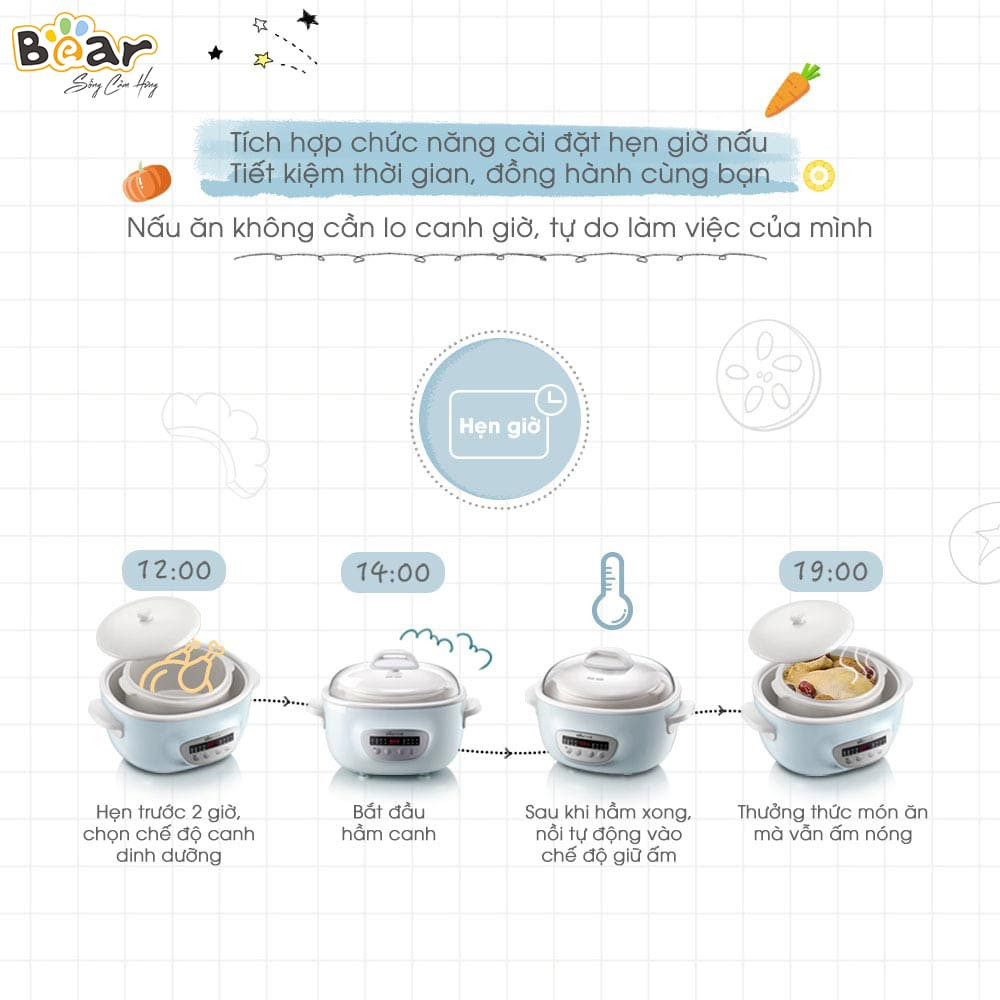 Bear
Sống Cảm Hứng
Tích hợp chức năng cài đặt hẹn giờ nấu
Tiết kiệm thời gian, đồng hành cùng bạn
Nấu ăn không cần lo canh giờ, tự do làm việc của mình
Hẹn giờ
12:00
14:00
19:00
Hẹn trước 2 giờ,
chọn chế độ canh
dinh dưỡng
Bắt đầu
hầm canh
Sau khi hầm xong,
nồi tự động vào
chế độ giữ ấm
Thưởng thức món ăn
mà vẫn ấm nóng